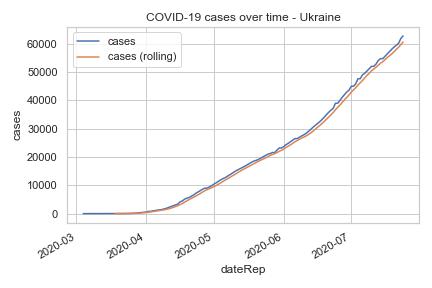 COVID-19 cases over time - Ukraine
cases
cases (rolling)
60000
50000
40000
30000
20000
10000
0
cases
2020-03
2020-04
2020-05
2020-06
2020-07
dateRep